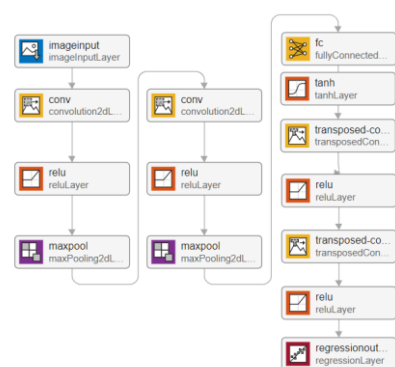 imageinput
imageInputLayer
conv
convolution2dL...
relu
reluLayer
maxpool
maxPooling2dL...
conv
convolution2dL...
relu
reluLayer
maxpool
maxPooling2dL...
fc
fullyConnected...
tanh
tanhLayer
transposed-co...
transposedCon...
relu
reluLayer
transposed-co...
transposedCon...
relu
reluLayer
regressionout...
regressionLayer